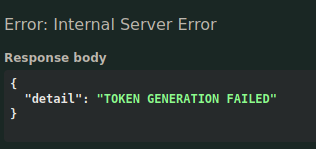 Error: Internal Server Error
Response body
{
"detail": "TOKEN GENERATION FAILED"
}